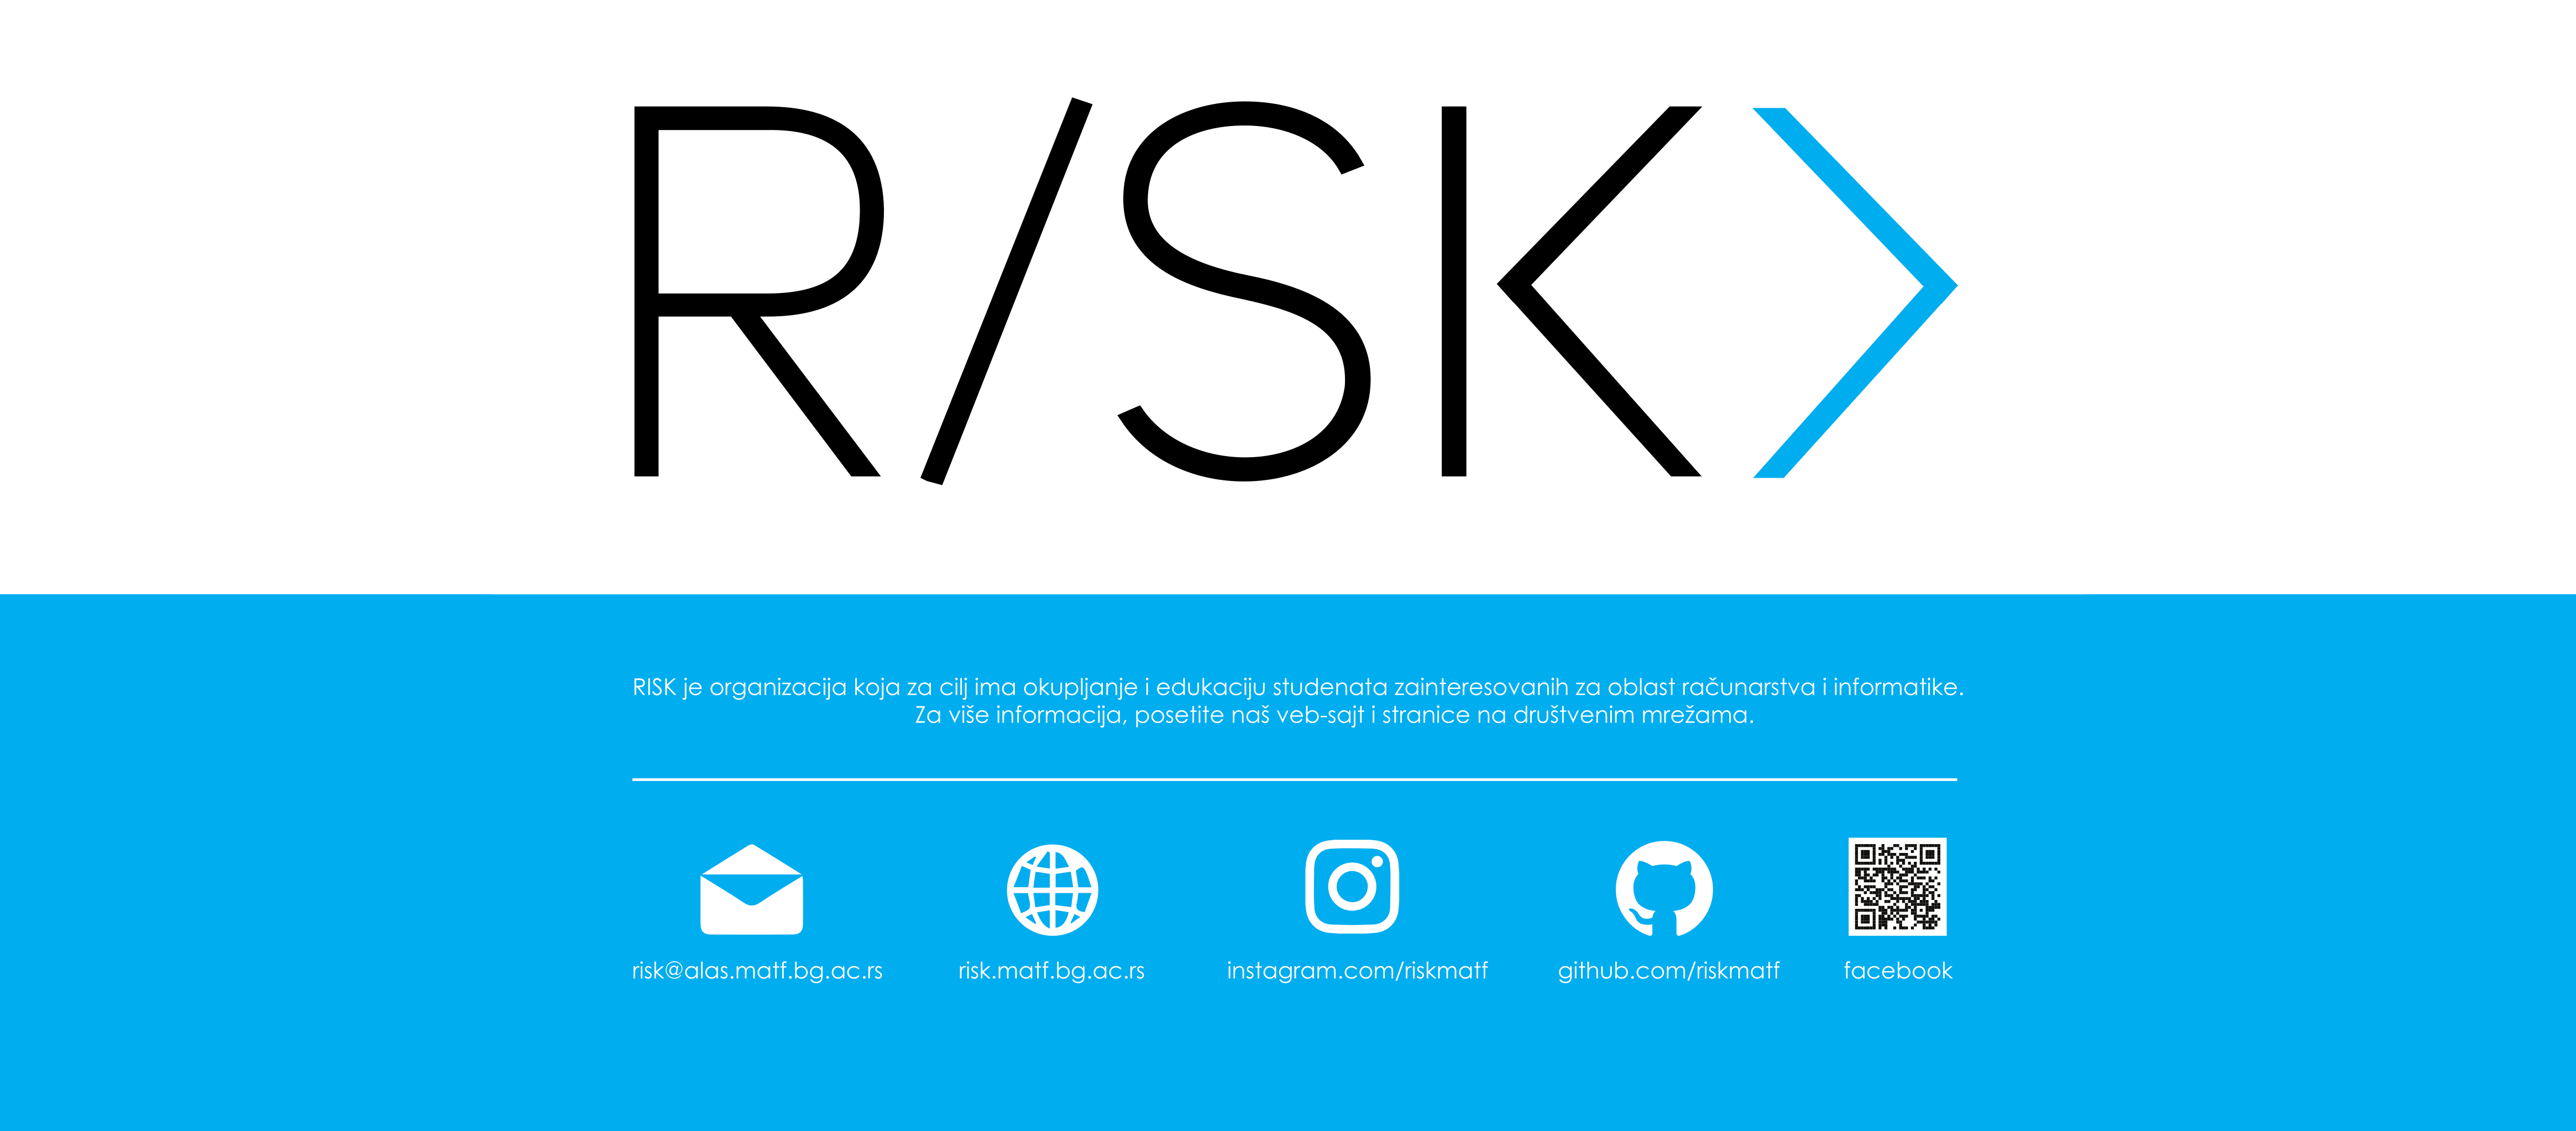 R/SK>
RISK je organizacija koja za cilj ima okupljanje i edukaciju studenata zainteresovanih za oblast računarstva i informatike.
Za više informacija, posetite naš veb-sajt i stranice na društvenim mrežama.
risk@alas.matf.bg.ac.rs
risk.matf.bg.ac.rs
instagram.com/riskmatf
github.com/riskmatf
facebook